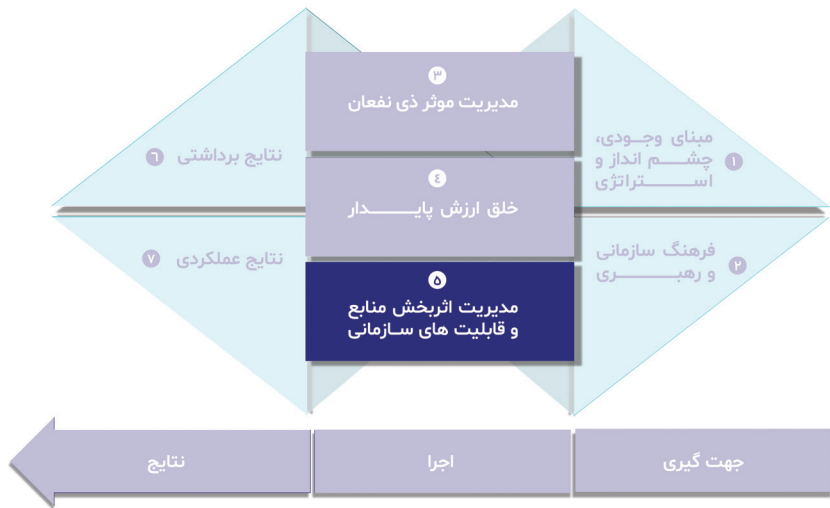 ۱
مبنای وجودی،
چشم انداز و
استراتژی
۲
فرهنگ سازمانی
و رهبری
۳
مدیریت موثر ذی نفعان
۴
خلق ارزش پایدار
۵
مدیریت اثربخش منابع
و قابلیت های سازمانی
۶ نتایج برداشتی
۷ نتایج عملکردی
جهت گیری
اجرا
نتایج